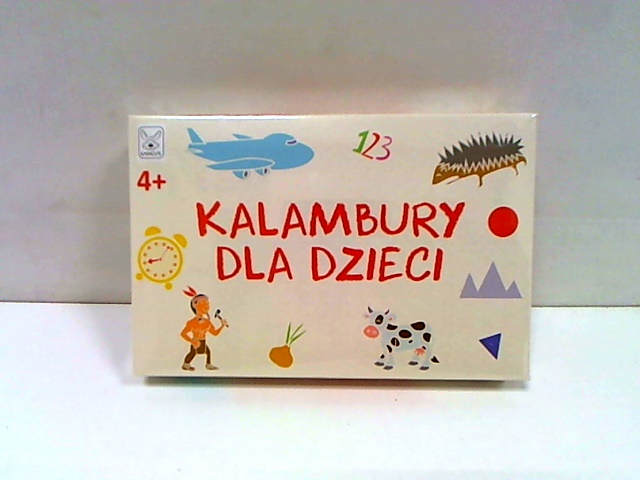 123
4+
KALAMBURY
DLA DZIECI